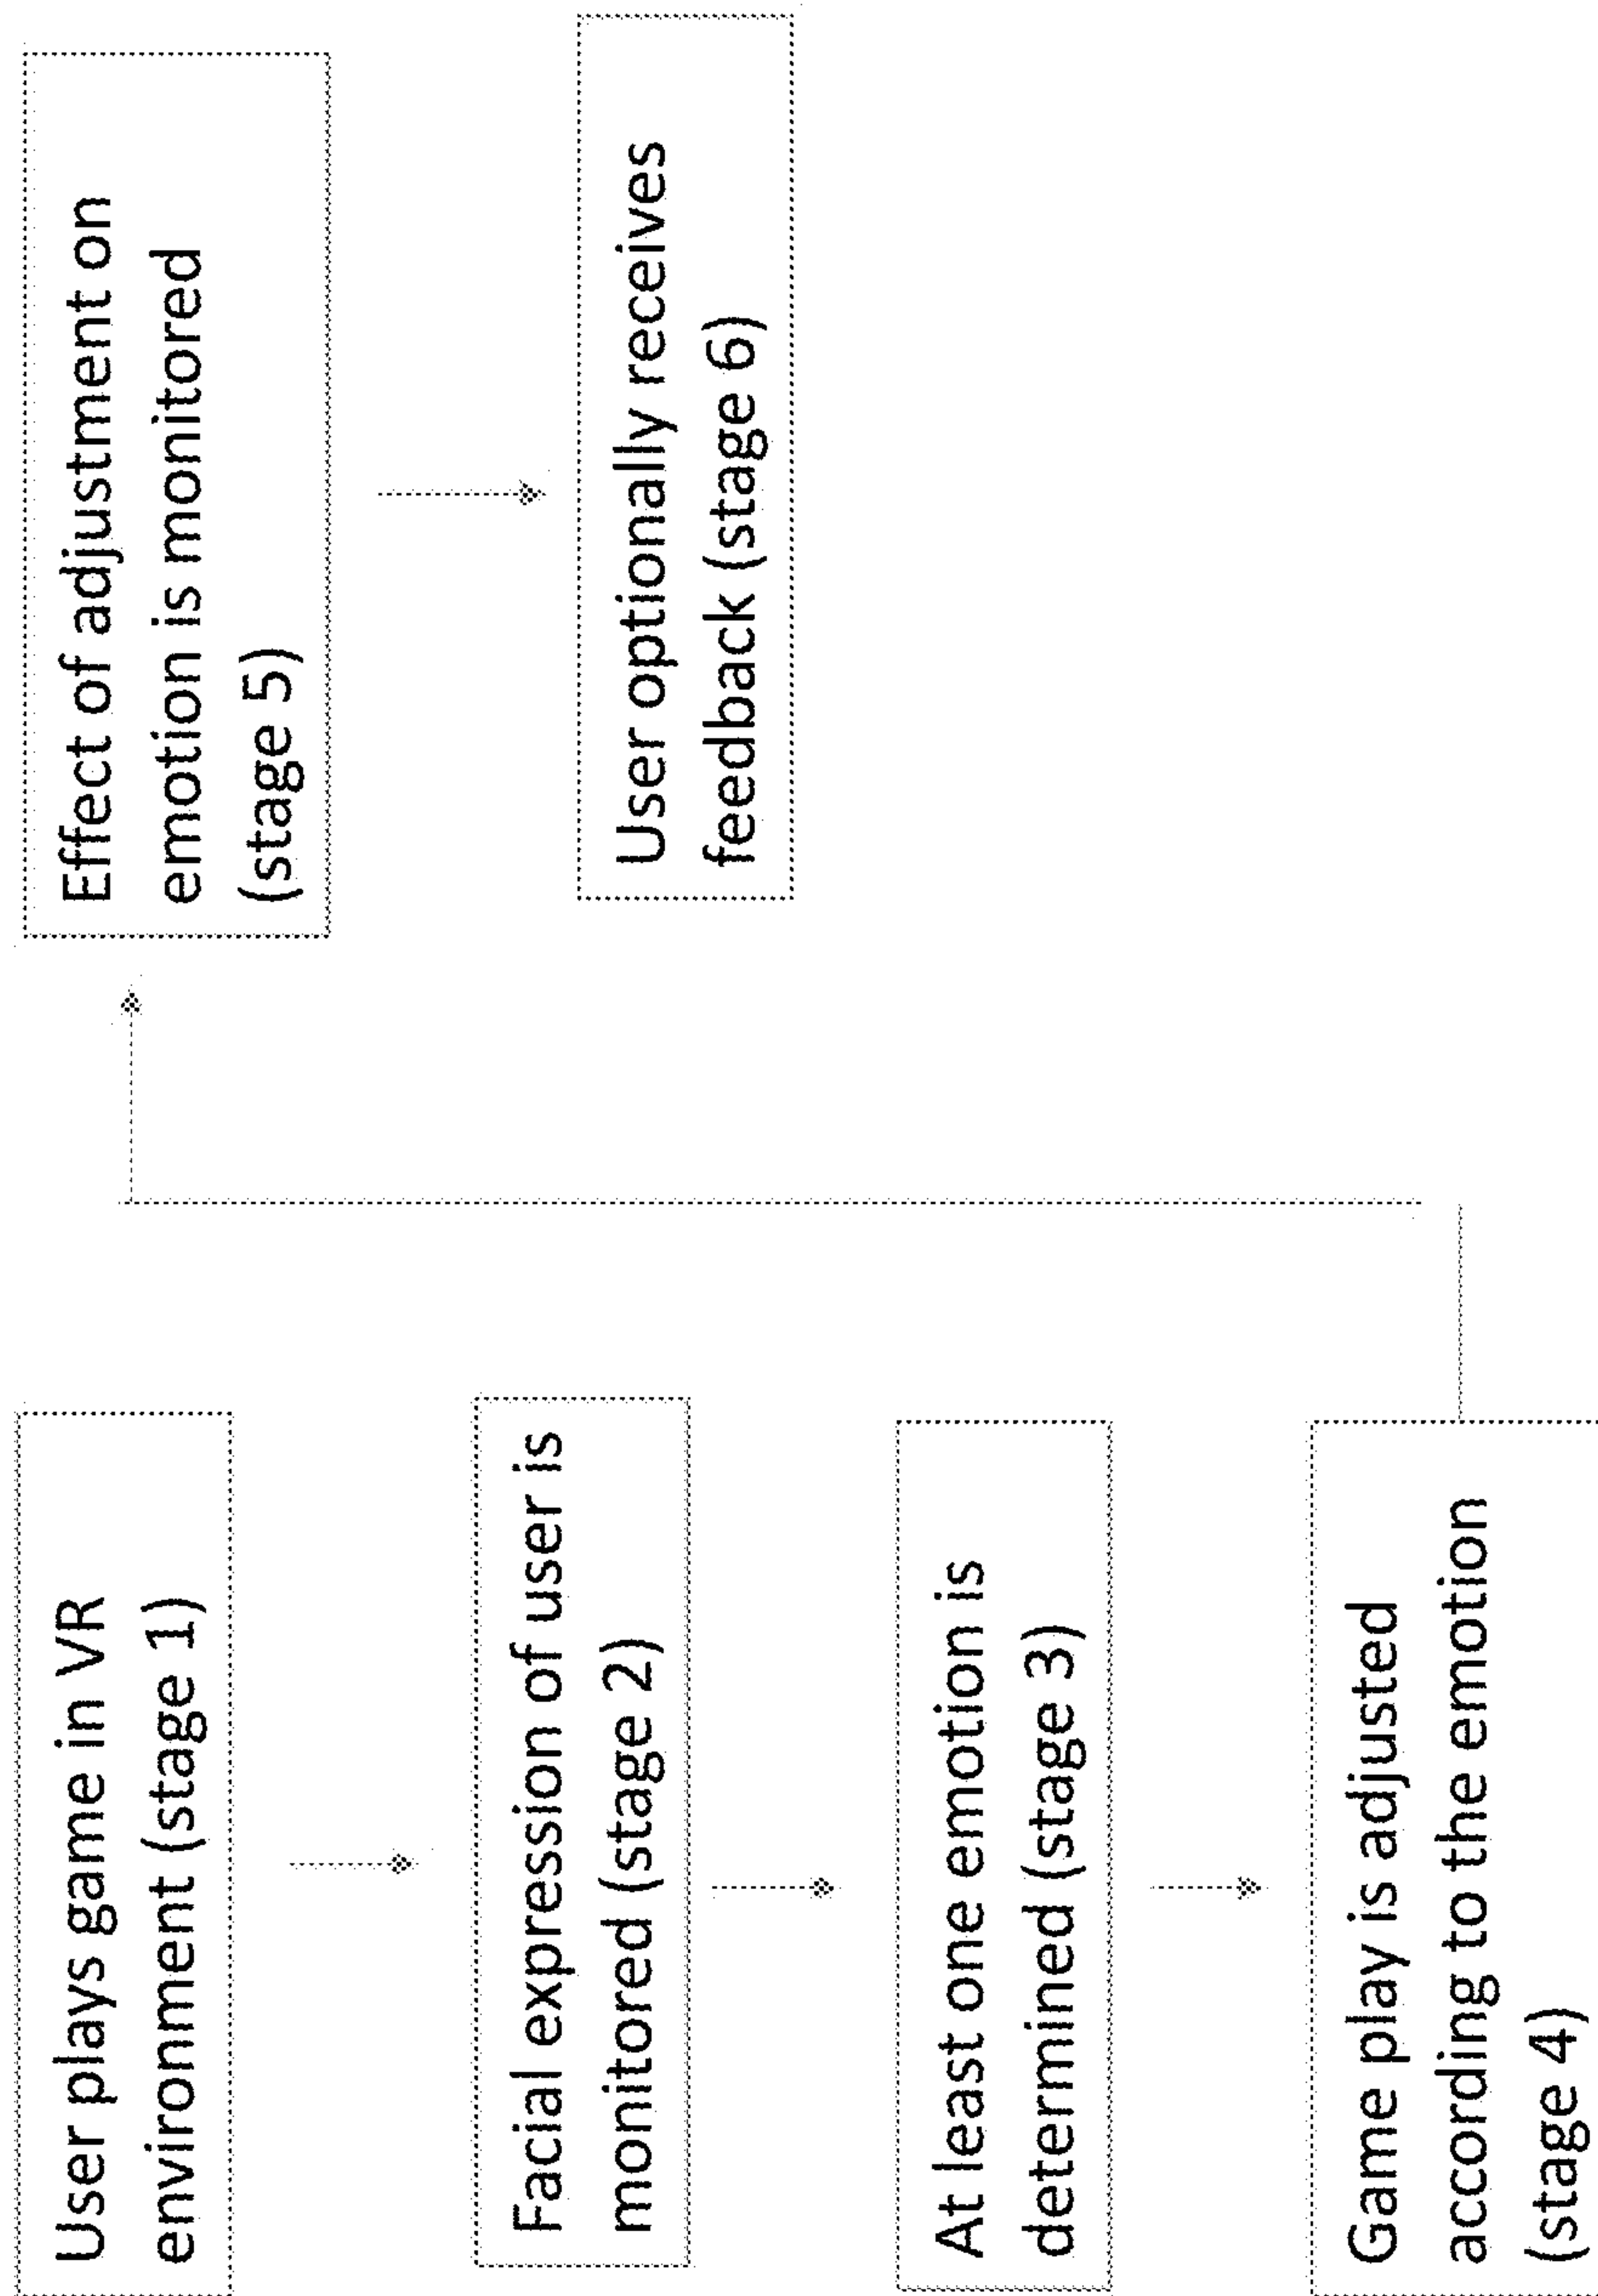 User plays game in VR
environment (stage 1)
Facial expression of user is
monitored (stage 2)
At least one emotion is
determined (stage 3)
Game play is adjusted
according to the emotion
(stage 4)
Effect of adjustment on
emotion is monitored
(stage 5)
User optionally receives
feedback (stage 6)